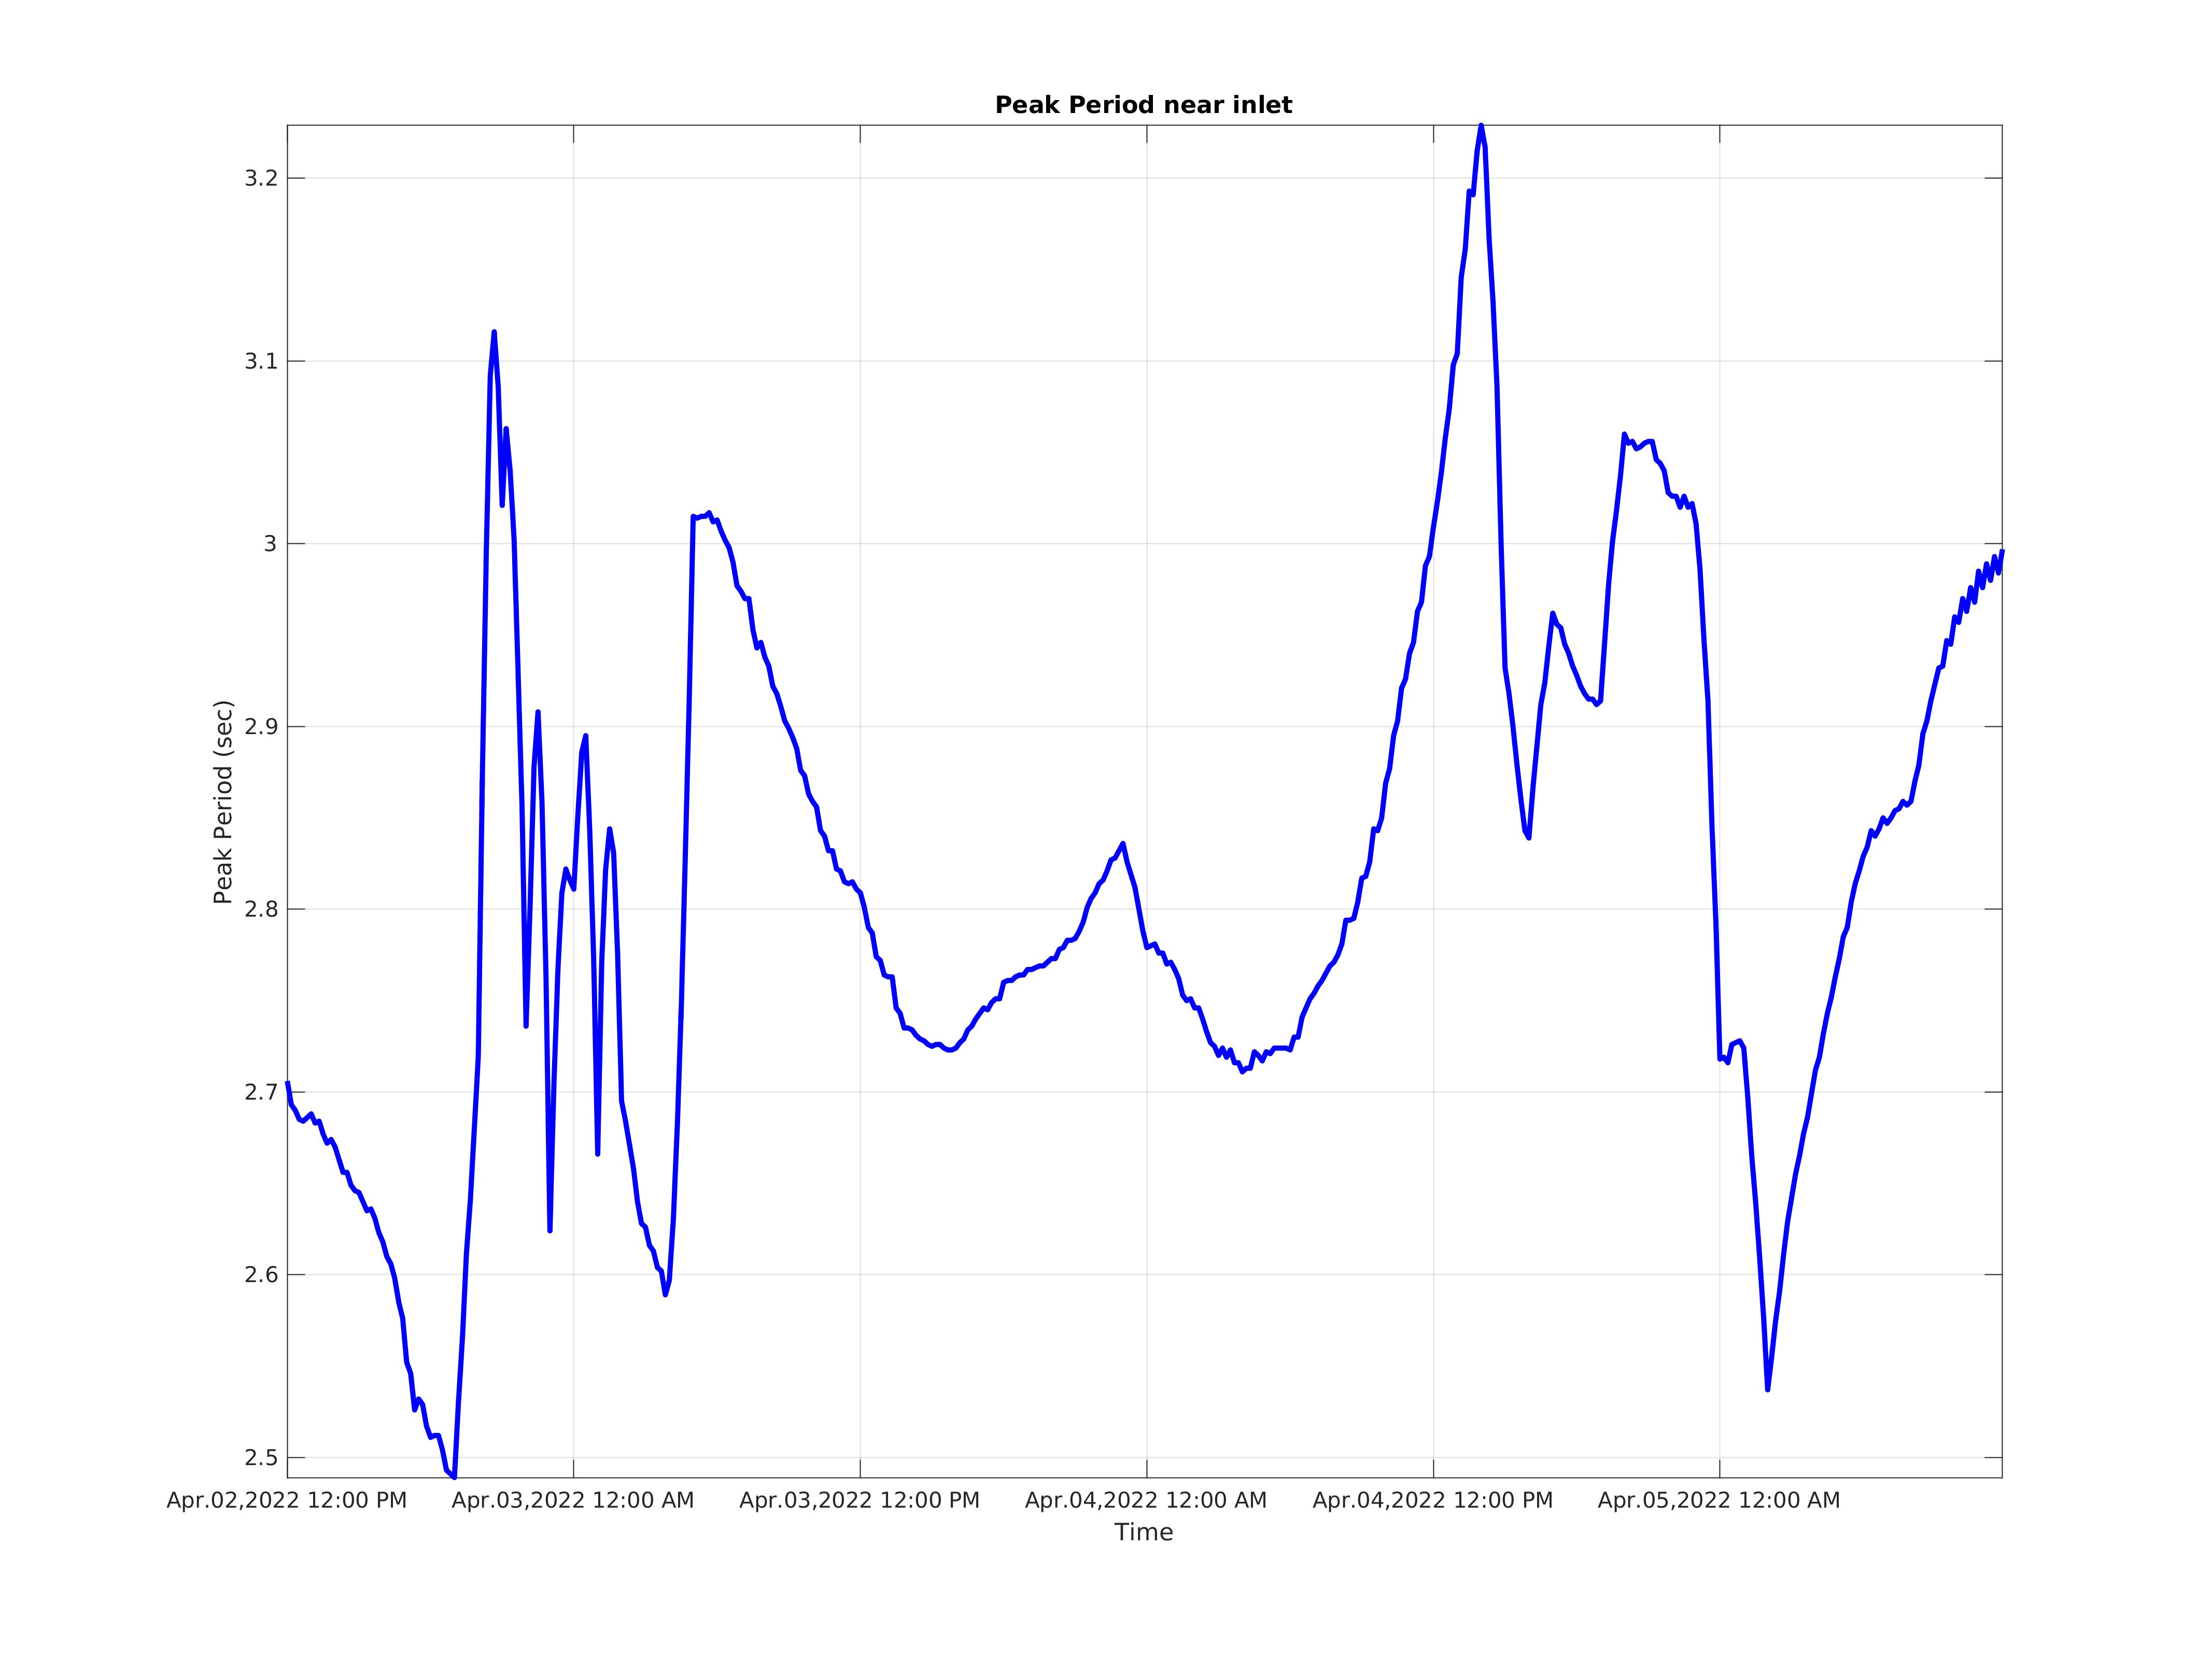 Peak Period near inlet
3.2
3.1
3
2.9
2.8
2.7
2.6
2.5
Peak Period (sec)
Apr.02,2022 12:00 PM
Apr.03,2022 12:00 AM
Apr.03,2022 12:00 PM
Apr.04,2022 12:00 AM
Apr.04,2022 12:00 PM
Apr.05,2022 12:00 AM
Time